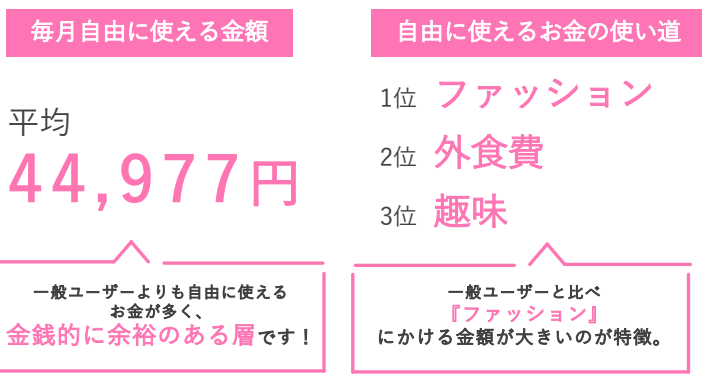 毎月自由に使える金額
平均
44,977円
一般ユーザーよりも自由に使える
お金が多く、
金銭的に余裕のある層です！
自由に使えるお金の使い道
1位 ファッション
2位 外食費
3位 趣味
一般ユーザーと比べ
『ファッション』
にかける金額が大きいのが特徴。